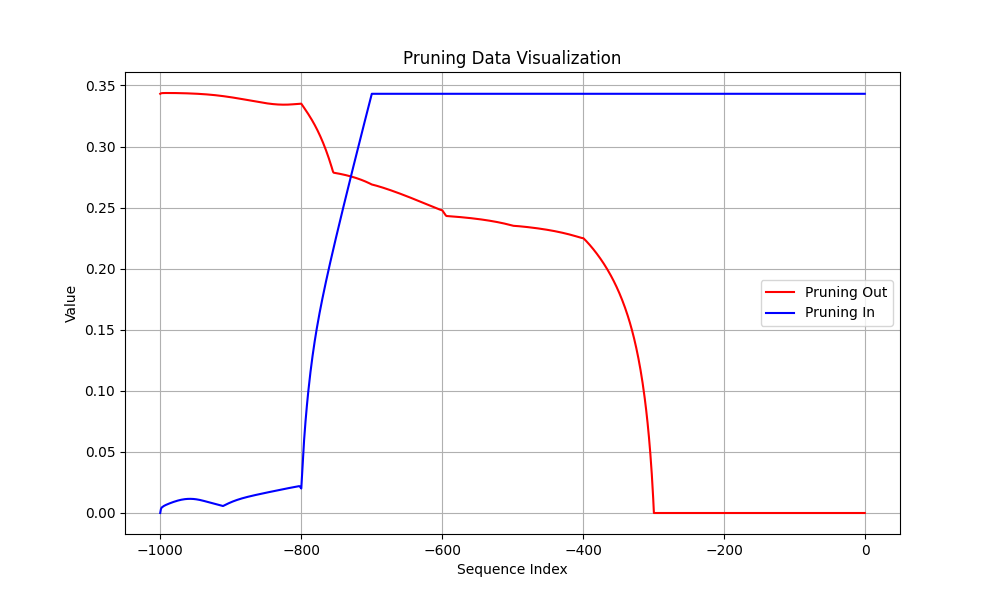 Pruning Data Visualization
Value
0.35
0.30
0.25
0.20
0.15
0.10
0.05
0.00
Pruning Out
Pruning In
−1000
−800
−600
−400
−200
0
Sequence Index